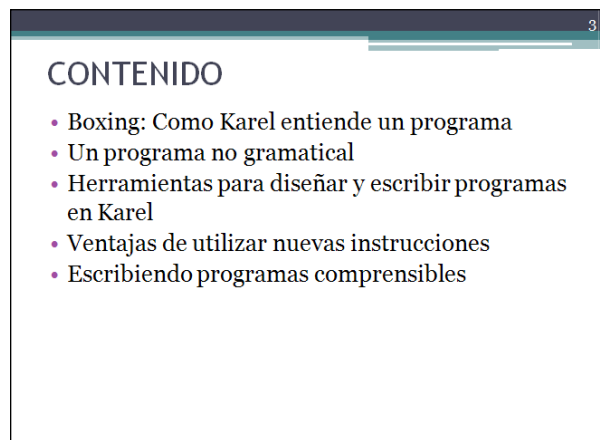 3
CONTENIDO
• Boxing: Como Karel entiende un programa
• Un programa no gramatical
• Herramientas para diseñar y escribir programas
en Karel
• Ventajas de utilizar nuevas instrucciones
• Escribiendo programas comprensibles